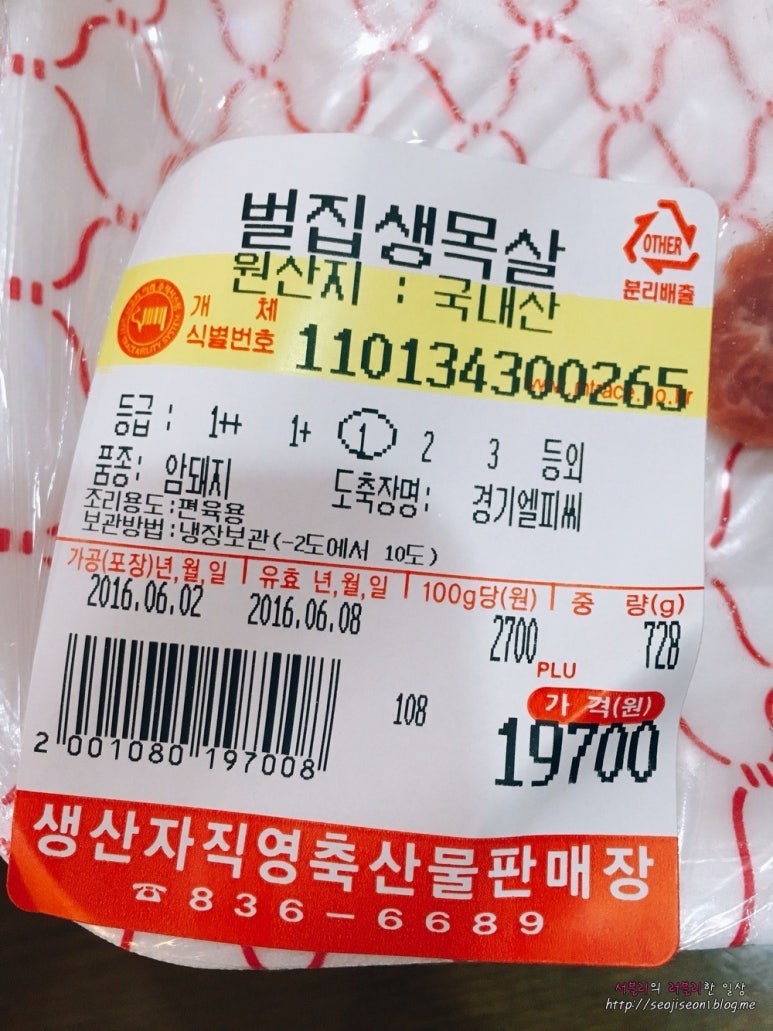 벌집생목살
OTHER
분리배출
원산지 : 국내산
개 체
식별번호 110134300265
www.mtrace.go.kr
등급 : 1++ 1+ 1 2 3 등외
품종: 암돼지 도축장명: 경기엘피씨
조리용도:편육용
보관방법:냉장보관(-2도에서 10도)
가공(포장)년,월,일 유효 년,월,일 100g당(원) 중 량(g)
2016.06.02 2016.06.08 2700 728
PLU
108 가 격(원)
19700
2 001080 197008
생산자직영축산물판매장
☎ 836-6689
서블리의 러블리한 일상
http://seojiseon1blog.me